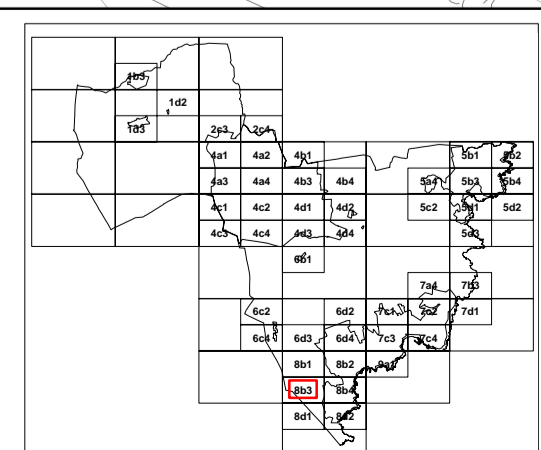 1b3
1d2
1d3 2c3 2c4
4a1 4a2 4b1 5b1 5b2
4a3 4a4 4b3 4b4 5a4 5b3 5b4
4c1 4c2 4d1 4d2 5c2 5d1 5d2
4c3 4c4 4d3 4d4 5d3
6b1
7a4 7b3
6c2 6d2 7c1 7c2 7d1
6c4 6d3 6d4 7c3 7c4
8b1 8b2 9a1
8b3 8b4
8d1 8d2